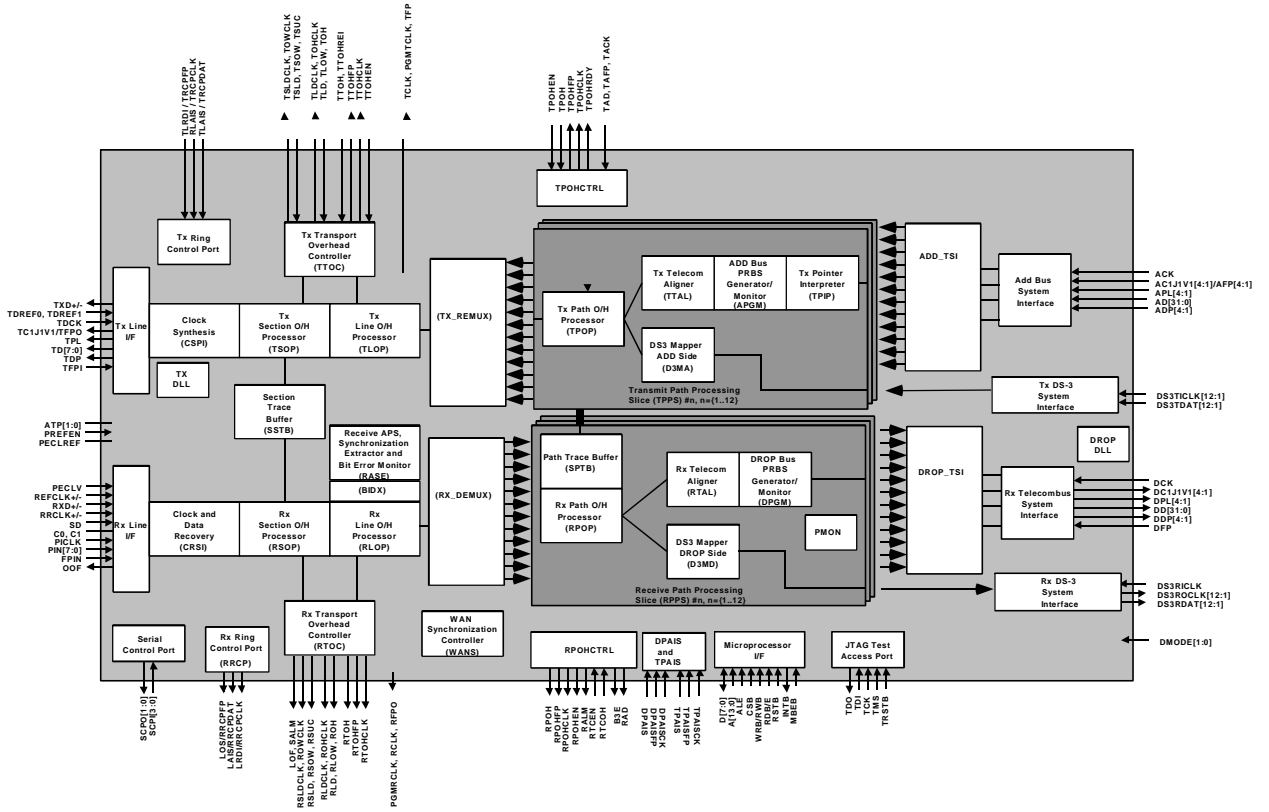 TLRDI / TRCPFP
RLAIS / TRCPCLK
TLAIS / TRCPDAT
TSLDCLK, TOWCLK
TSLD, TSOW, TSUC
TLDCLK, TOHCLK
TLD, TLOW, TOH
TTOH, TTOHREI
TTOHFP
TTOHCLK
TTOHEN
TCLK, PGMTCLK, TFP
TPOHEN
TPOH
TPOHFP
TPOHCLK
TPOHRDY
TAD, TAFP, TACK
TPOHCTRL
Tx Ring
Control Port
Tx Transport
Overhead
Controller
(TTOC)
TXD+/-
TDREF0, TDREF1
TDCK
TC1J1V1/TFPO
TPL
TD[7:0]
TDP
TFPI
Tx Line
I/F
Clock
Synthesis
(CSPI)
Tx
Section O/H
Processor
(TSOP)
Tx
Line O/H
Processor
(TLOP)
TX
DLL
Section
Trace
Buffer
(SSTB)
(TX_REMUX)
Tx Path O/H
Processor
(TPOP)
Tx Telecom
Aligner
(TTAL)
ADD Bus
PRBS
Generator/
Monitor
(APGM)
Tx Pointer
Interpreter
(TPIP)
DS3 Mapper
ADD Side
(D3MA)
Transmit Path Processing
Slice (TPPS) #n, n={1..12}
ADD_TSI
Add Bus
System
Interface
ACK
AC1J1V1[4:1]/AFP[4:1]
APL[4:1]
AD[31:0]
ADP[4:1]
Tx DS-3
System
Interface
DS3TICLK[12:1]
DS3TDAT[12:1]
ATP[1:0]
PREFEN
PECLREF
PECLV
REFCLK+/-
RXD+/-
RRCLK+/-
SD
C0, C1
PICLK
PIN[7:0]
FPIN
OOF
Rx Line
I/F
Clock and
Data
Recovery
(CRSI)
Rx
Section O/H
Processor
(RSOP)
Receive APS,
Synchronization
Extractor and
Bit Error Monitor
(RASE)
(BIDX)
Rx
Line O/H
Processor
(RLOP)
(RX_DEMUX)
Path Trace Buffer
(SPTB)
Rx Path O/H
Processor
(RPOP)
Rx Telecom
Aligner
(RTAL)
DROP Bus
PRBS
Generator/
Monitor
(DPGM)
DS3 Mapper
DROP Side
(D3MD)
PMON
Receive Path Processing
Slice (RPPS) #n, n={1..12}
DROP_TSI
DROP
DLL
Rx Telecombus
System
Interface
DCK
DC1J1V1[4:1]
DPL[4:1]
DD[31:0]
DDP[4:1]
DFP
Rx DS-3
System
Interface
DS3RICLK
DS3ROCLK[12:1]
DS3RDAT[12:1]
DMODE[1:0]
Serial
Control Port
Rx Ring
Control Port
(RRCP)
Rx Transport
Overhead
Controller
(RTOC)
WAN
Synchronization
Controller
(WANS)
RPOHCTRL
DPAIS
and
TPAIS
Microprocessor
I/F
JTAG Test
Access Port
SCPO[1:0]
SCPI[3:0]
LOS/RRCPFP
LAIS/RRCPDAT
LRDI/RRCPCLK
LOF, SALM
RSLDCLK, ROWCLK
RSLD, RSOW, RSUC
RLDCLK, ROHCLK
RLD, RLOW, ROH
RTOH
RTOHFP
RTOHCLK
PGMRCLK, RCLK, RFPO
RPOH
RPOHFP
RPOHCLK
RPOHEN
RALM
RTCEN
RTCOH
B3E
RAD
DPAIS
DPAISFP
DPAISCK
TPAIS
TPAISFP
TPAISCK
D[7:0]
A[13:0]
ALE
CSB
WRB/RWB
RDB/E
RSTB
INTB
MBEB
TDO
TDI
TCK
TMS
TRSTB